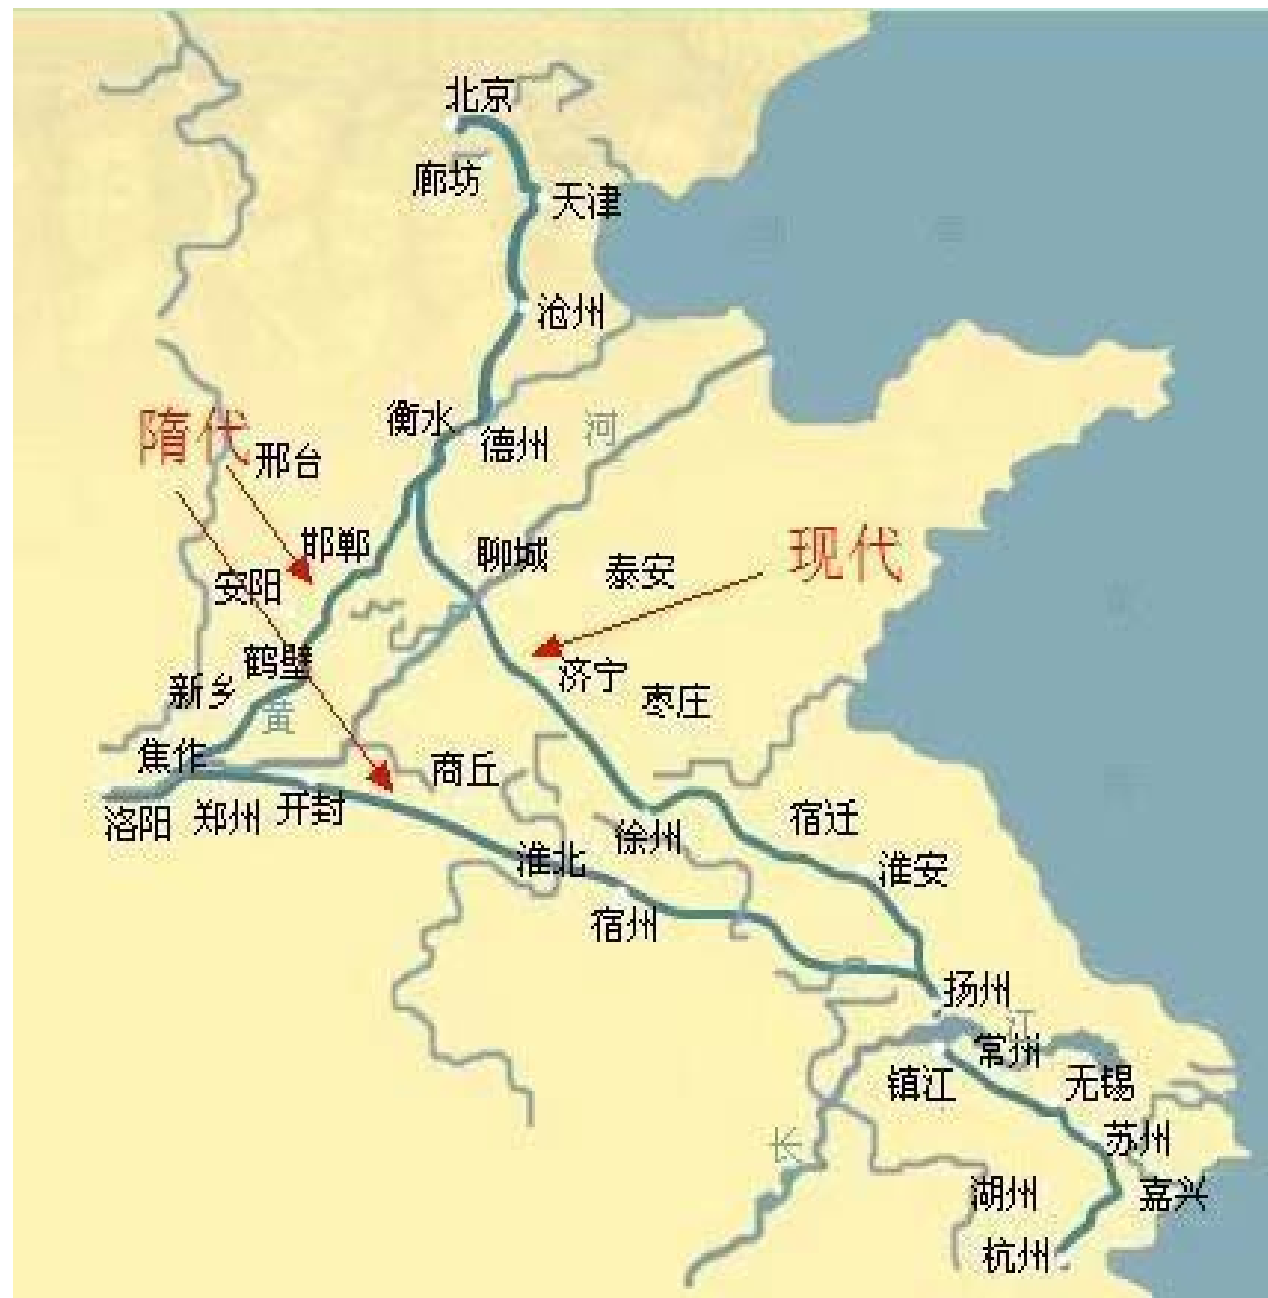 北京
廊坊
天津
沧州
衡水
德州
河
隋代
邢台
邯郸
聊城
泰安
现代
安阳
鹤壁
新乡
济宁
枣庄
黄
焦作
商丘
洛阳
郑州
开封
徐州
宿迁
淮北
淮安
宿州
扬州
江
常州
镇江
无锡
长
苏州
湖州
嘉兴
杭州